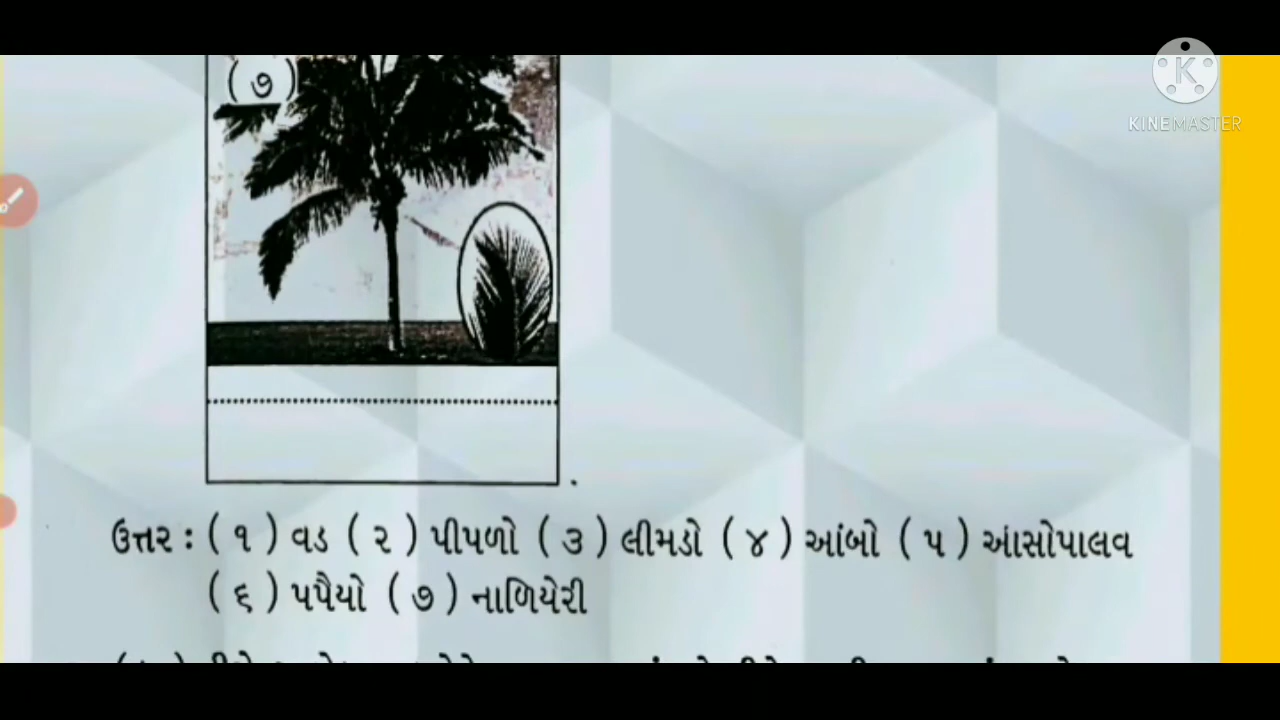 (૭)
KINEMASTER
ઉત્તર : (૧) વડ (૨) પીપળો (૩) લીમડો (૪) આંબો (૫) આંસોપાલવ
(૬) પપૈયો (૭) નાળિયેરી